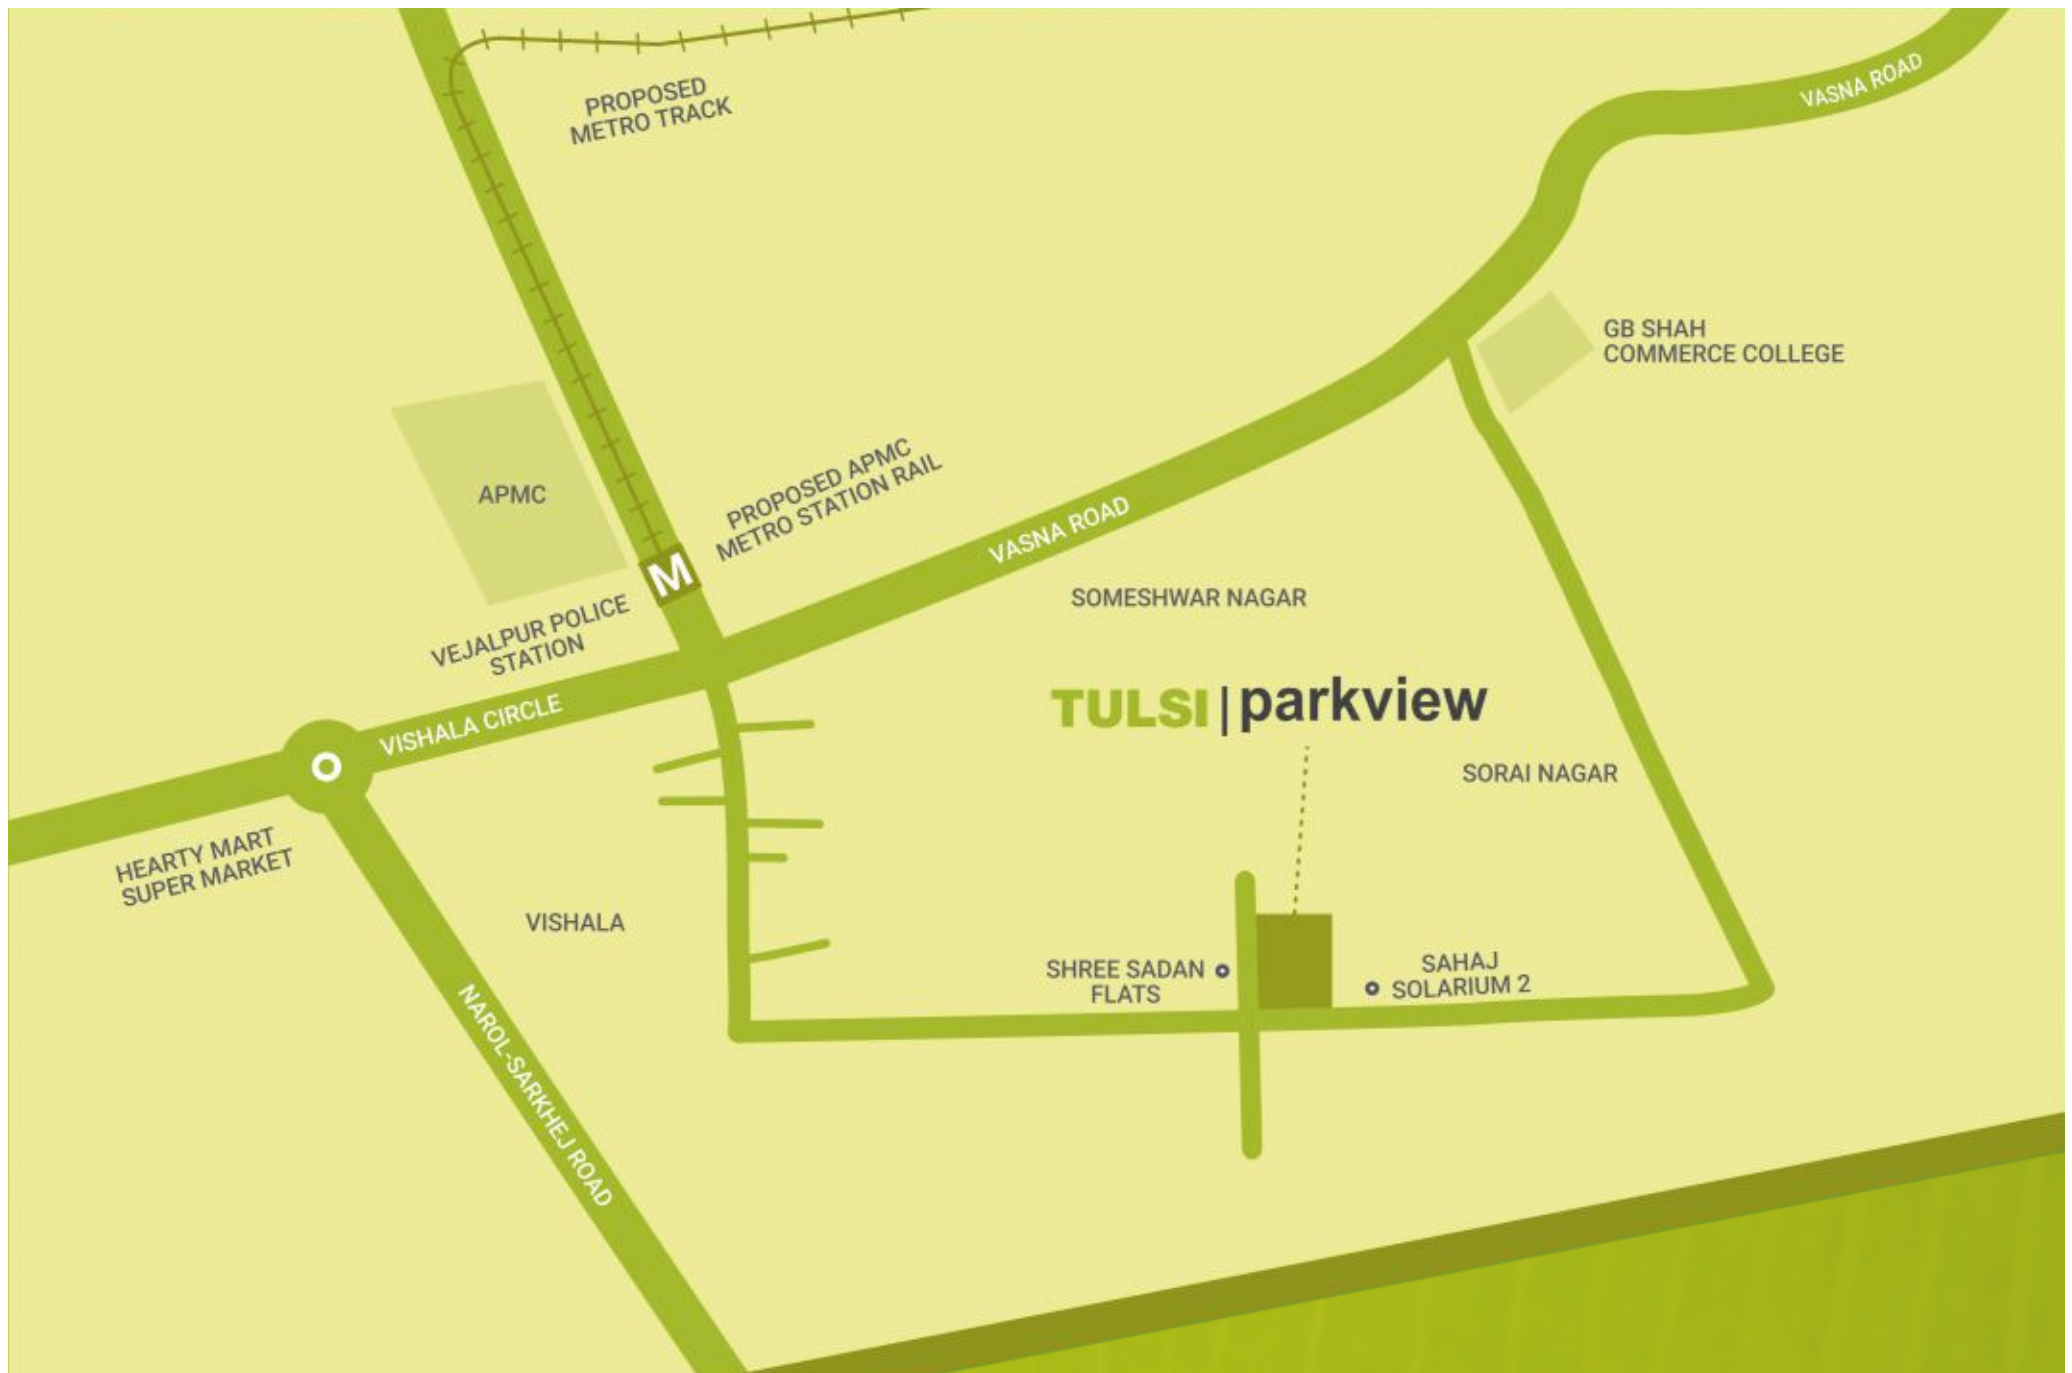 PROPOSED
METRO TRACK
VASNA ROAD
GB SHAH
COMMERCE COLLEGE
APMC
PROPOSED APMC
METRO STATION RAIL
VASNA ROAD
M
SOMESHWAR NAGAR
VEJALPUR POLICE
STATION
TULSI | parkview
VISHALA CIRCLE
SORAI NAGAR
HEARTY MART
SUPER MARKET
VISHALA
SHREE SADAN
FLATS
SAHAJ
SOLARIUM 2
NAROL-SARKHEJ ROAD